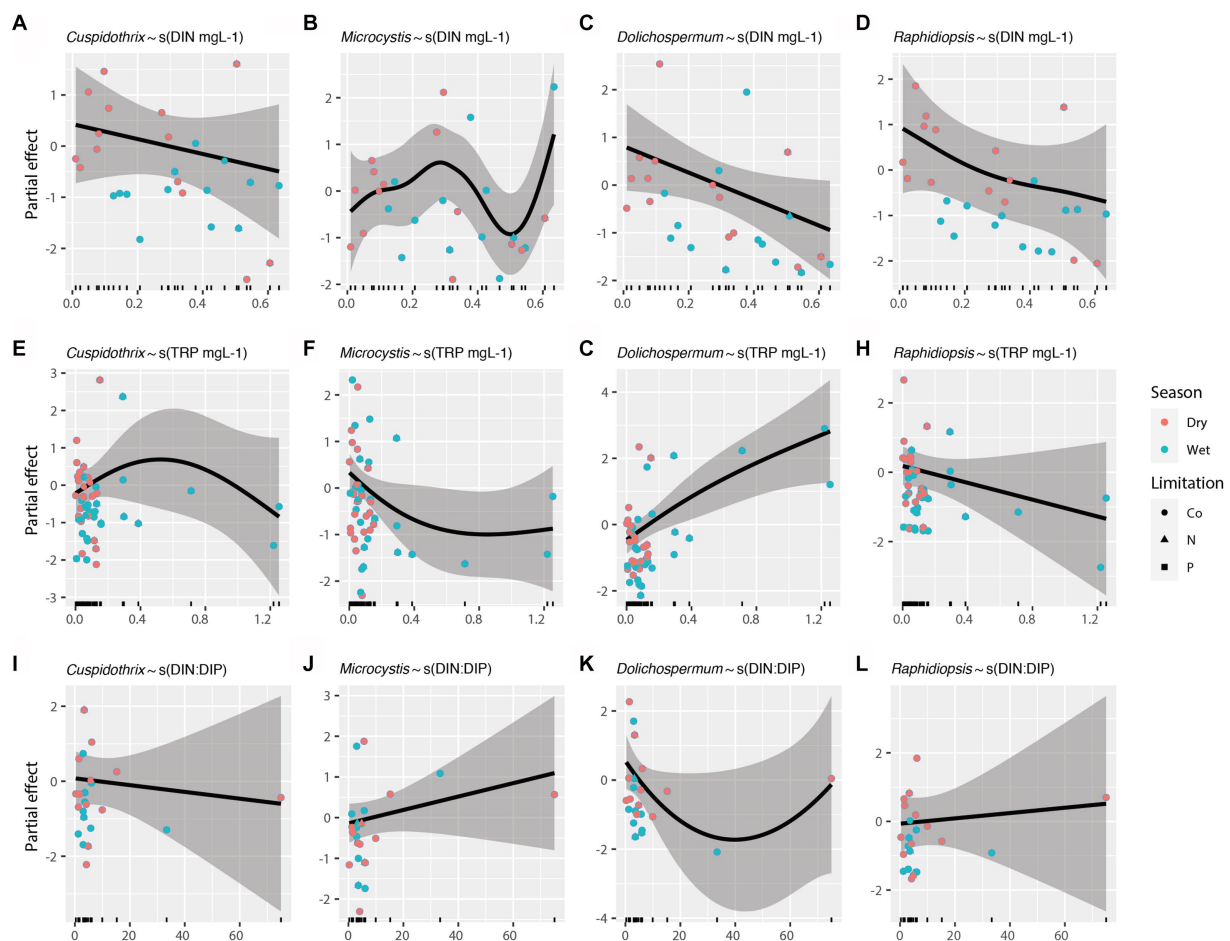 A Cuspidothrix ~ s(DIN mgL-1) B Microcystis ~ s(DIN mgL-1) C Dolichospermum ~ s(DIN mgL-1) D Raphidiopsis ~ s(DIN mgL-1)
Partial effect
1
0
-1
-2
0.0 0.2 0.4 0.6
2
1
0
-1
-2
0.0 0.2 0.4 0.6
2
1
0
-1
-2
0.0 0.2 0.4 0.6
2
1
0
-1
-2
0.0 0.2 0.4 0.6
E Cuspidothrix ~ s(TRP mgL-1) F Microcystis ~ s(TRP mgL-1) C Dolichospermum ~ s(TRP mgL-1) H Raphidiopsis ~ s(TRP mgL-1)
Partial effect
3
2
1
0
-1
-2
-3
0.0 0.4 0.8 1.2
2
1
0
-1
-2
0.0 0.4 0.8 1.2
4
2
0
-2
0.0 0.4 0.8 1.2
2
0
-2
0.0 0.4 0.8 1.2
Season
Dry
Wet
Limitation
Co
N
P
I Cuspidothrix ~ s(DIN:DIP) J Microcystis ~ s(DIN:DIP) K Dolichospermum ~ s(DIN:DIP) L Raphidiopsis ~ s(DIN:DIP)
Partial effect
2
0
-2
0 20 40 60
3
2
1
0
-1
-2
0 20 40 60
2
0
-2
-4
0 20 40 60
4
2
0
-2
0 20 40 60